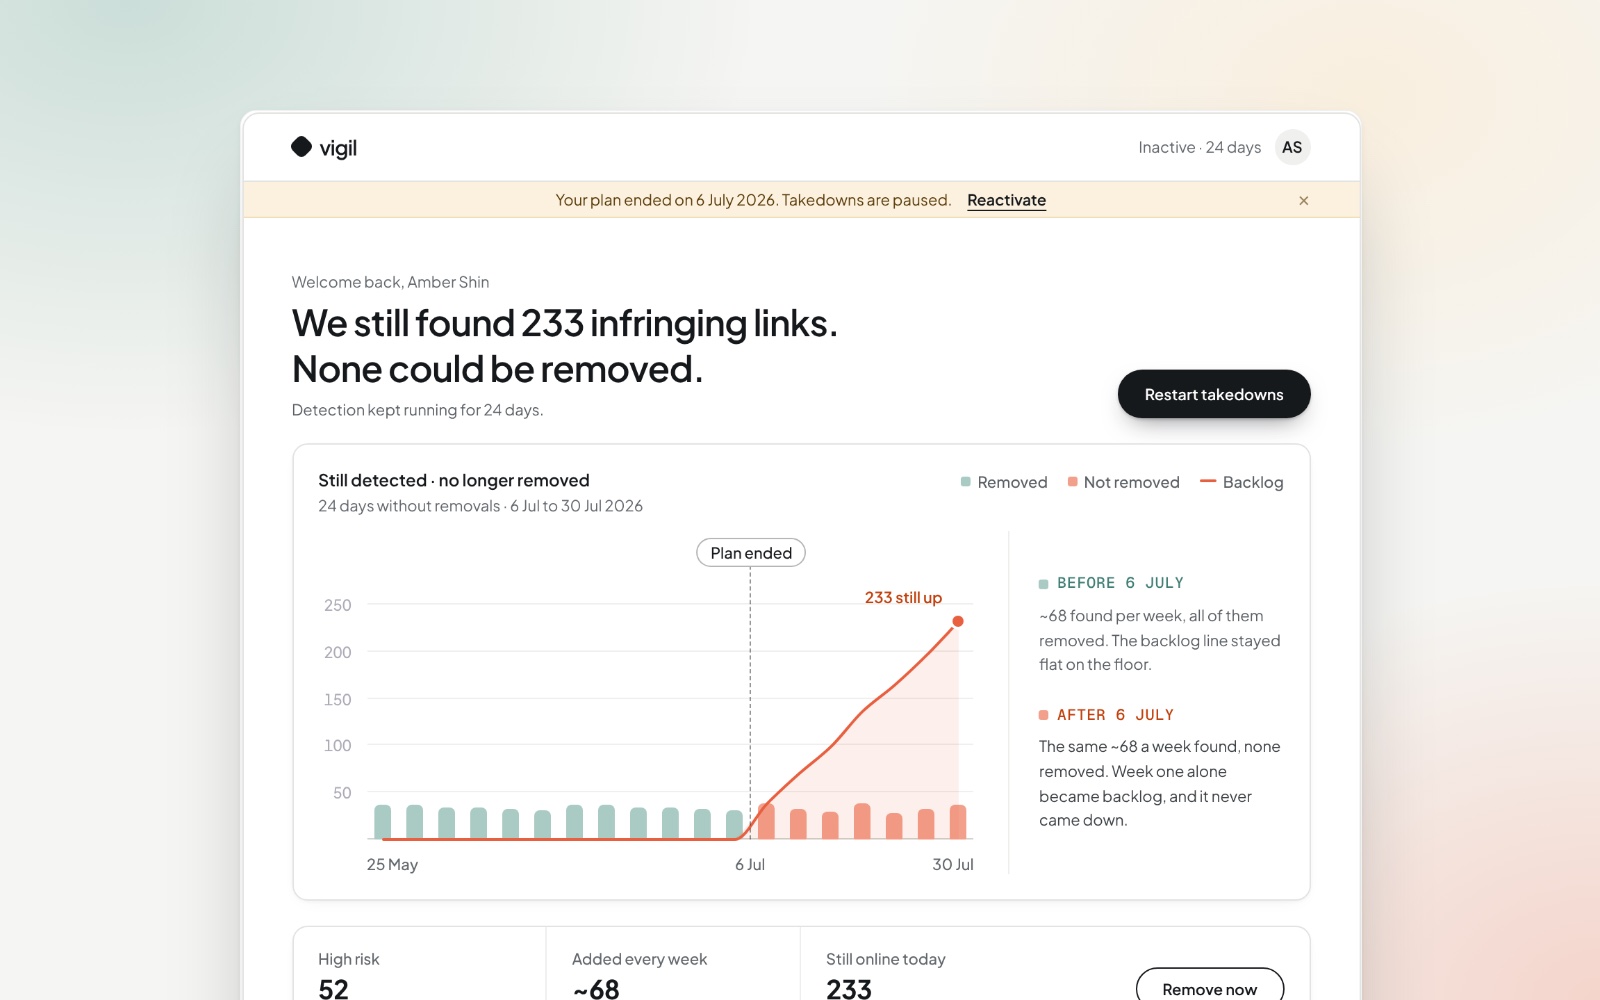 vigil
Inactive · 24 days
AS
Your plan ended on 6 July 2026. Takedowns are paused. Reactivate ×
Welcome back, Amber Shin
We still found 233 infringing links.
None could be removed.
Detection kept running for 24 days.
Restart takedowns
Still detected · no longer removed
24 days without removals · 6 Jul to 30 Jul 2026
Removed
Not removed
Backlog
Plan ended
233 still up
250
200
150
100
50
25 May
6 Jul
30 Jul
BEFORE 6 JULY
~68 found per week, all of them
removed. The backlog line stayed
flat on the floor.
AFTER 6 JULY
The same ~68 a week found, none
removed. Week one alone
became backlog, and it never
came down.
High risk
52
Added every week
~68
Still online today
233
Remove now